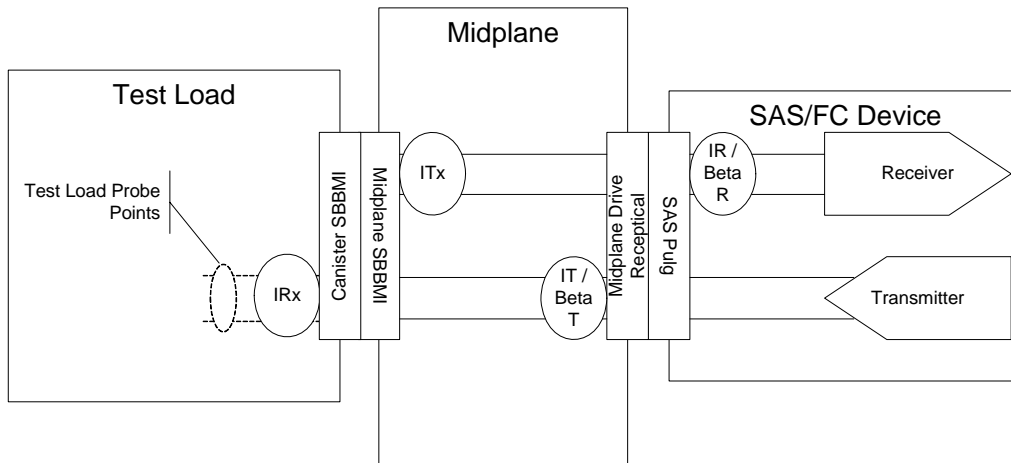 Midplane
Test Load
SAS/FC Device
Test Load Probe
Points
IRx
Canister SBBMI
Midplane SBBMI
ITx
IT /
Beta
T
Midplane Drive
Receptical
SAS Pulg
IR /
Beta
R
Receiver
Transmitter